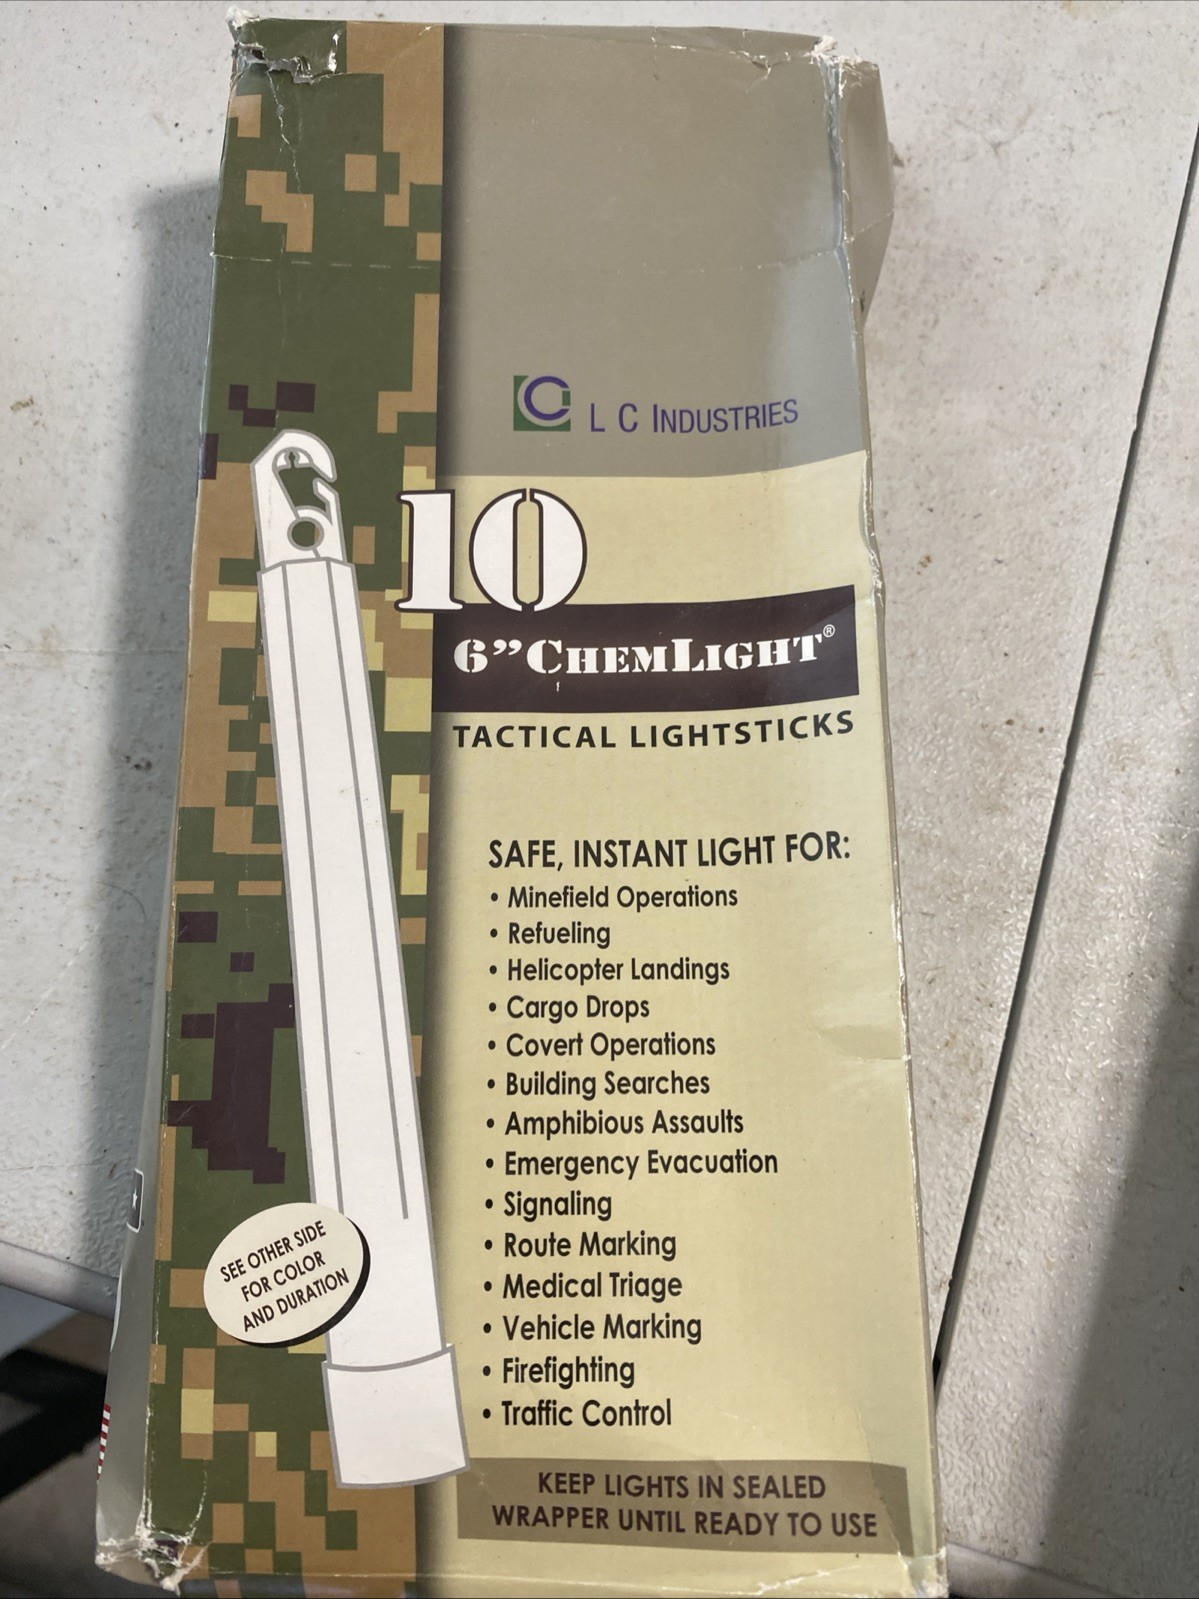 L C INDUSTRIES
10
6” CHEMLIGHT®
TACTICAL LIGHTSTICKS
SAFE, INSTANT LIGHT FOR:
• Minefield Operations
• Refueling
• Helicopter Landings
• Cargo Drops
• Covert Operations
• Building Searches
• Amphibious Assaults
• Emergency Evacuation
• Signaling
• Route Marking
• Medical Triage
• Vehicle Marking
• Firefighting
• Traffic Control
SEE OTHER SIDE
FOR COLOR
AND DURATION
KEEP LIGHTS IN SEALED
WRAPPER UNTIL READY TO USE